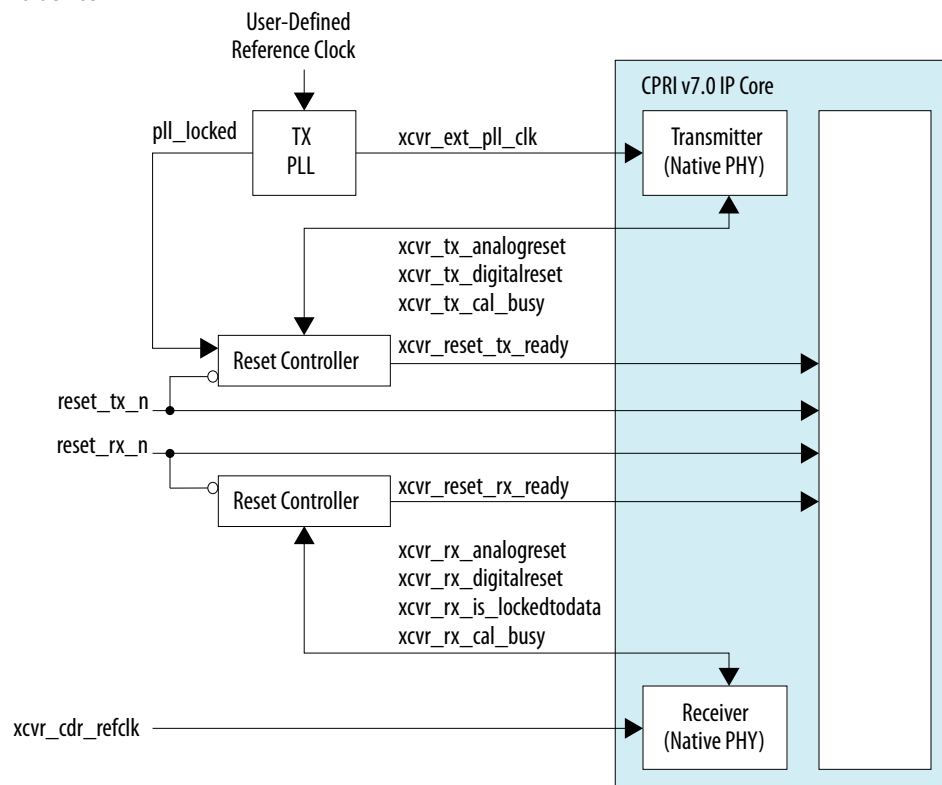 User-Defined
Reference Clock
CPRI v7.0 IP Core
pll_locked
TX
PLL
xcvr_ext_pll_clk
Transmitter
(Native PHY)
xcvr_tx_analogreset
xcvr_tx_digitalreset
xcvr_tx_cal_busy
Reset Controller
xcvr_reset_tx_ready
reset_tx_n
reset_rx_n
Reset Controller
xcvr_reset_rx_ready
xcvr_rx_analogreset
xcvr_rx_digitalreset
xcvr_rx_is_lockedtodata
xcvr_rx_cal_busy
xcvr_cdr_refclk
Receiver
(Native PHY)